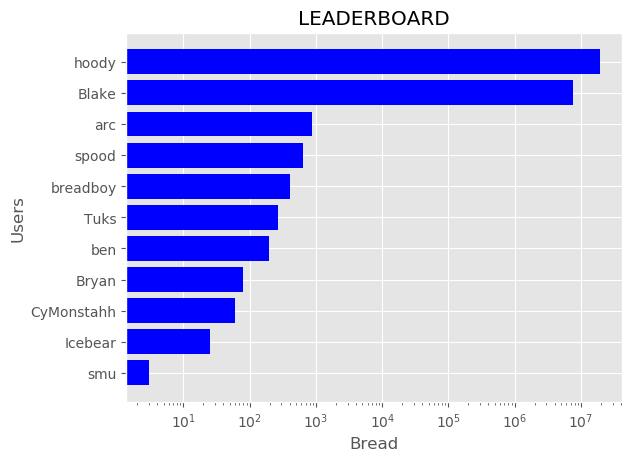 LEADERBOARD
hoody
Blake
arc
spood
breadboy
Tuks
ben
Bryan
CyMonstahh
Icebear
smu
Users
10¹ 10² 10³ 10⁴ 10⁵ 10⁶ 10⁷
Bread